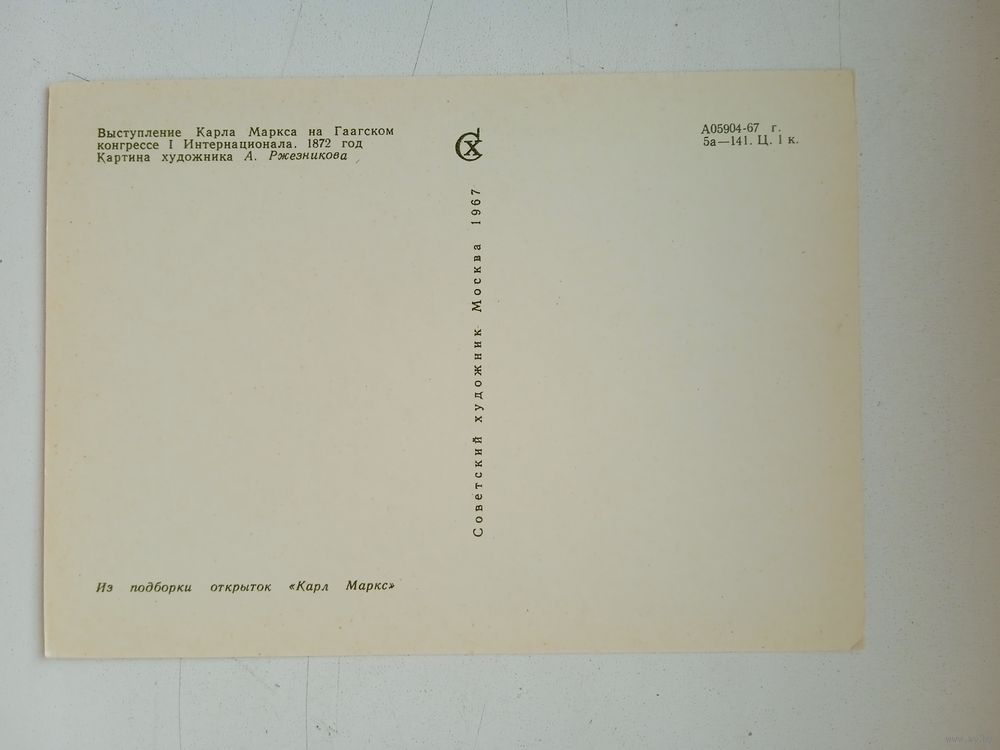 Выступление Карла Маркса на Гаагском
конгрессе I Интернационала. 1872 год
Картина художника А. Ржезникова
СХ
А05904-67 г.
5а—141. Ц. 1 к.
Советский художник Москва 1967
Из подборки открыток «Карл Маркс»